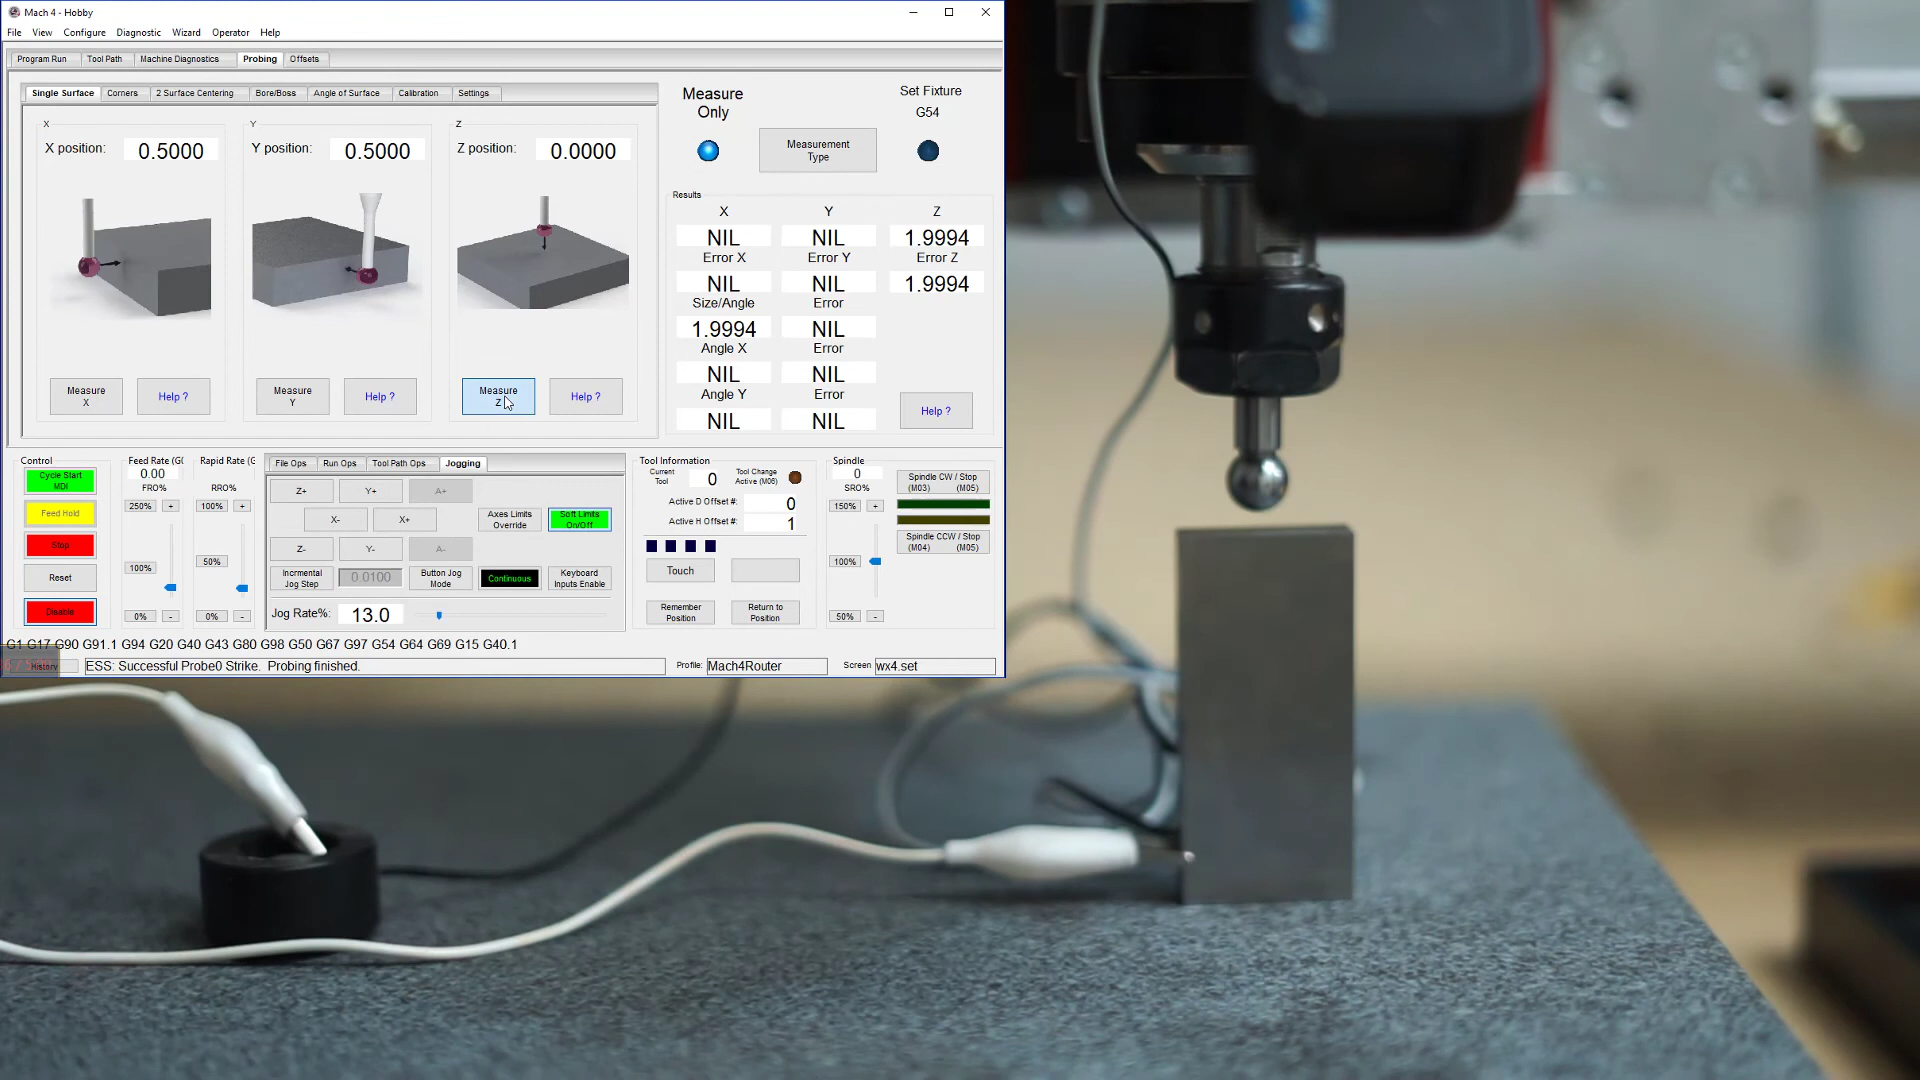 Mach 4 - Hobby
File View Configure Diagnostic Wizard Operator Help
Program Run Tool Path Machine Diagnostics Probing Offsets
Single Surface Corners 2 Surface Centering Bore/Boss Angle of Surface Calibration Settings
X
X position: 0.5000
Measure
X
Help ?
Y
Y position: 0.5000
Measure
Y
Help ?
Z
Z position: 0.0000
Measure
Z
Help ?
Measure
Only
Measurement
Type
Set Fixture
G54
Results
X Y Z
NIL NIL 1.9994
Error X Error Y Error Z
NIL NIL 1.9994
Size/Angle Error
1.9994 NIL
Angle X Error
NIL NIL
Angle Y Error
NIL NIL
Help ?
Control
Cycle Start
MDI
Feed Hold
Stop
Reset
Disable
Feed Rate (G(
0.00
FRO%
250% +
100%
0% -
Rapid Rate (
RRO%
100% +
50%
0% -
File Ops Run Ops Tool Path Ops Jogging
Z+ Y+ A+
X- X+
Z- Y- A-
Axes Limits
Override
Soft Limits
On/Off
Incrmental
Jog Step
0.0100
Button Jog
Mode
Continuous
Keyboard
Inputs Enable
Jog Rate%: 13.0
Tool Information
Current
Tool
0
Tool Change
Active (M06)
Active D Offset #: 0
Active H Offset #: 1
Touch
Remember
Position
Return to
Position
Spindle
0
SRO%
150% +
100%
50% -
Spindle CW / Stop
(M03) (M05)
Spindle CCW / Stop
(M04) (M05)
G1 G17 G90 G91.1 G94 G20 G40 G43 G80 G98 G50 G67 G97 G54 G64 G69 G15 G40.1
History
ESS: Successful Probe0 Strike. Probing finished.
Profile: Mach4Router
Screen wx4.set